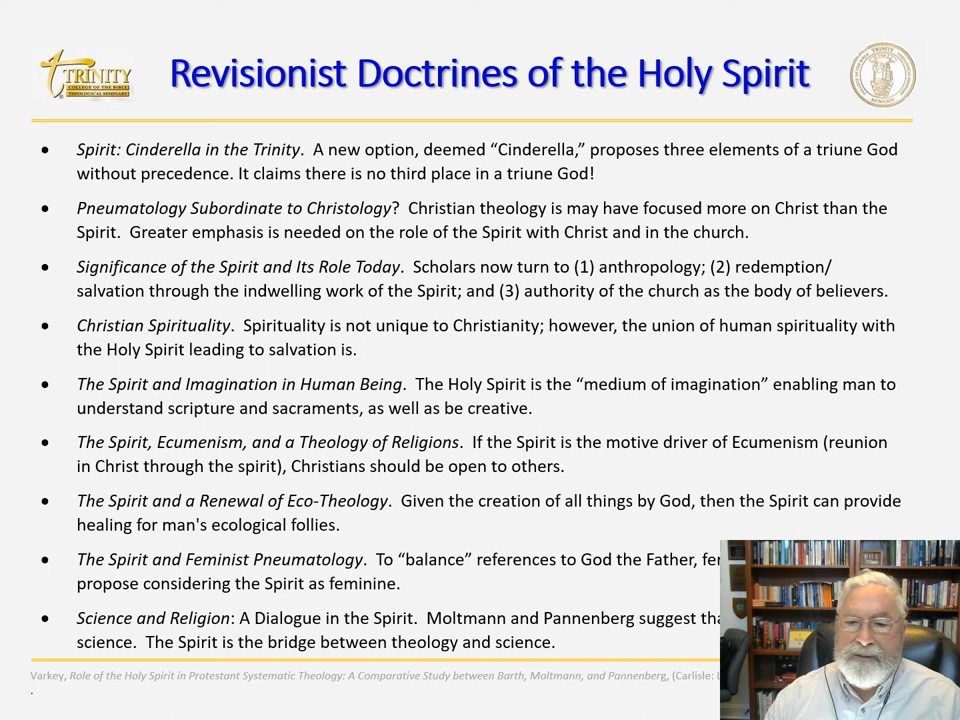 TRINITY
COLLEGE OF THE BIBLE
THEOLOGICAL SEMINARY
Revisionist Doctrines of the Holy Spirit
• Spirit: Cinderella in the Trinity. A new option, deemed “Cinderella,” proposes three elements of a triune God
without precedence. It claims there is no third place in a triune God!
• Pneumatology Subordinate to Christology? Christian theology is may have focused more on Christ than the
Spirit. Greater emphasis is needed on the role of the Spirit with Christ and in the church.
• Significance of the Spirit and Its Role Today. Scholars now turn to (1) anthropology; (2) redemption/
salvation through the indwelling work of the Spirit; and (3) authority of the church as the body of believers.
• Christian Spirituality. Spirituality is not unique to Christianity; however, the union of human spirituality with
the Holy Spirit leading to salvation is.
• The Spirit and Imagination in Human Being. The Holy Spirit is the “medium of imagination” enabling man to
understand scripture and sacraments, as well as be creative.
• The Spirit, Ecumenism, and a Theology of Religions. If the Spirit is the motive driver of Ecumenism (reunion
in Christ through the spirit), Christians should be open to others.
• The Spirit and a Renewal of Eco-Theology. Given the creation of all things by God, then the Spirit can provide
healing for man's ecological follies.
• The Spirit and Feminist Pneumatology. To “balance” references to God the Father,
propose considering the Spirit as feminine.
• Science and Religion: A Dialogue in the Spirit. Moltmann and Pannenberg suggest
science. The Spirit is the bridge between theology and science.
Varkey, Role of the Holy Spirit in Protestant Systematic Theology: A Comparative Study between Barth, Moltmann, and Pannenberg, (Carlisle:
.